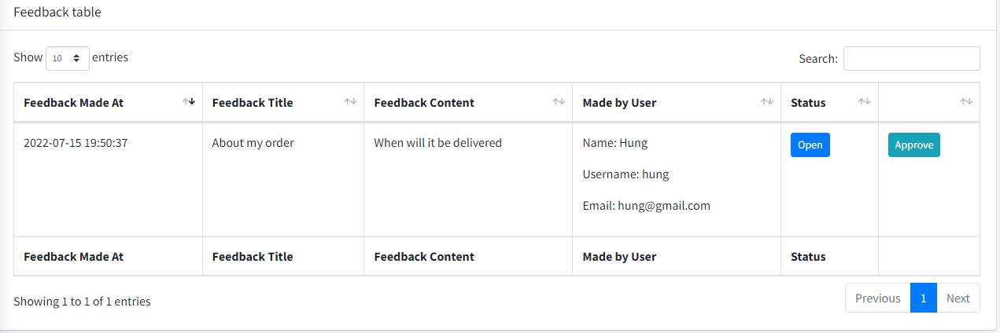 Feedback table
Show 10 entries
Search:
Feedback Made At Feedback Title Feedback Content Made by User Status
2022-07-15 19:50:37 About my order When will it be delivered Name: Hung Open Approve
Username: hung
Email: hung@gmail.com
Feedback Made At Feedback Title Feedback Content Made by User Status
Showing 1 to 1 of 1 entries
Previous 1 Next